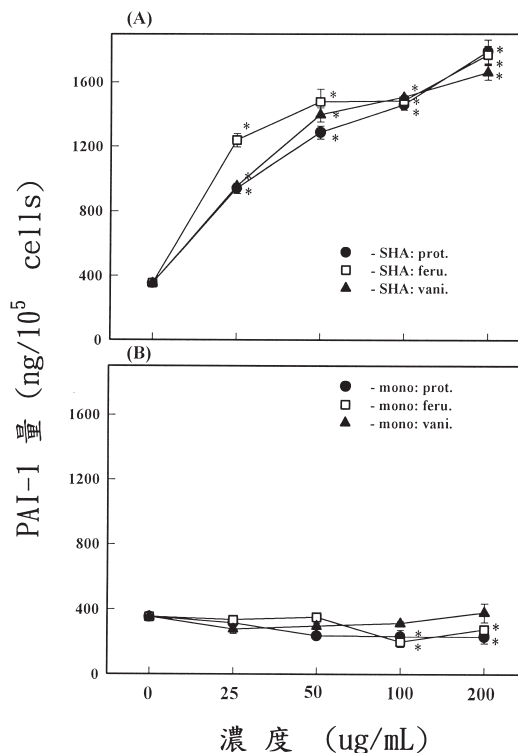 (A)
1600
1200
800
400
0
- SHA: prot.
- SHA: feru.
- SHA: vani.
* * * * * * * * * * * *
(B)
- mono: prot.
- mono: feru.
- mono: vani.
1600
1200
800
400
0
* * * *
0 25 50 100 200
PAI-1 量 (ng/10⁵ cells)
濃 度 (ug/mL)